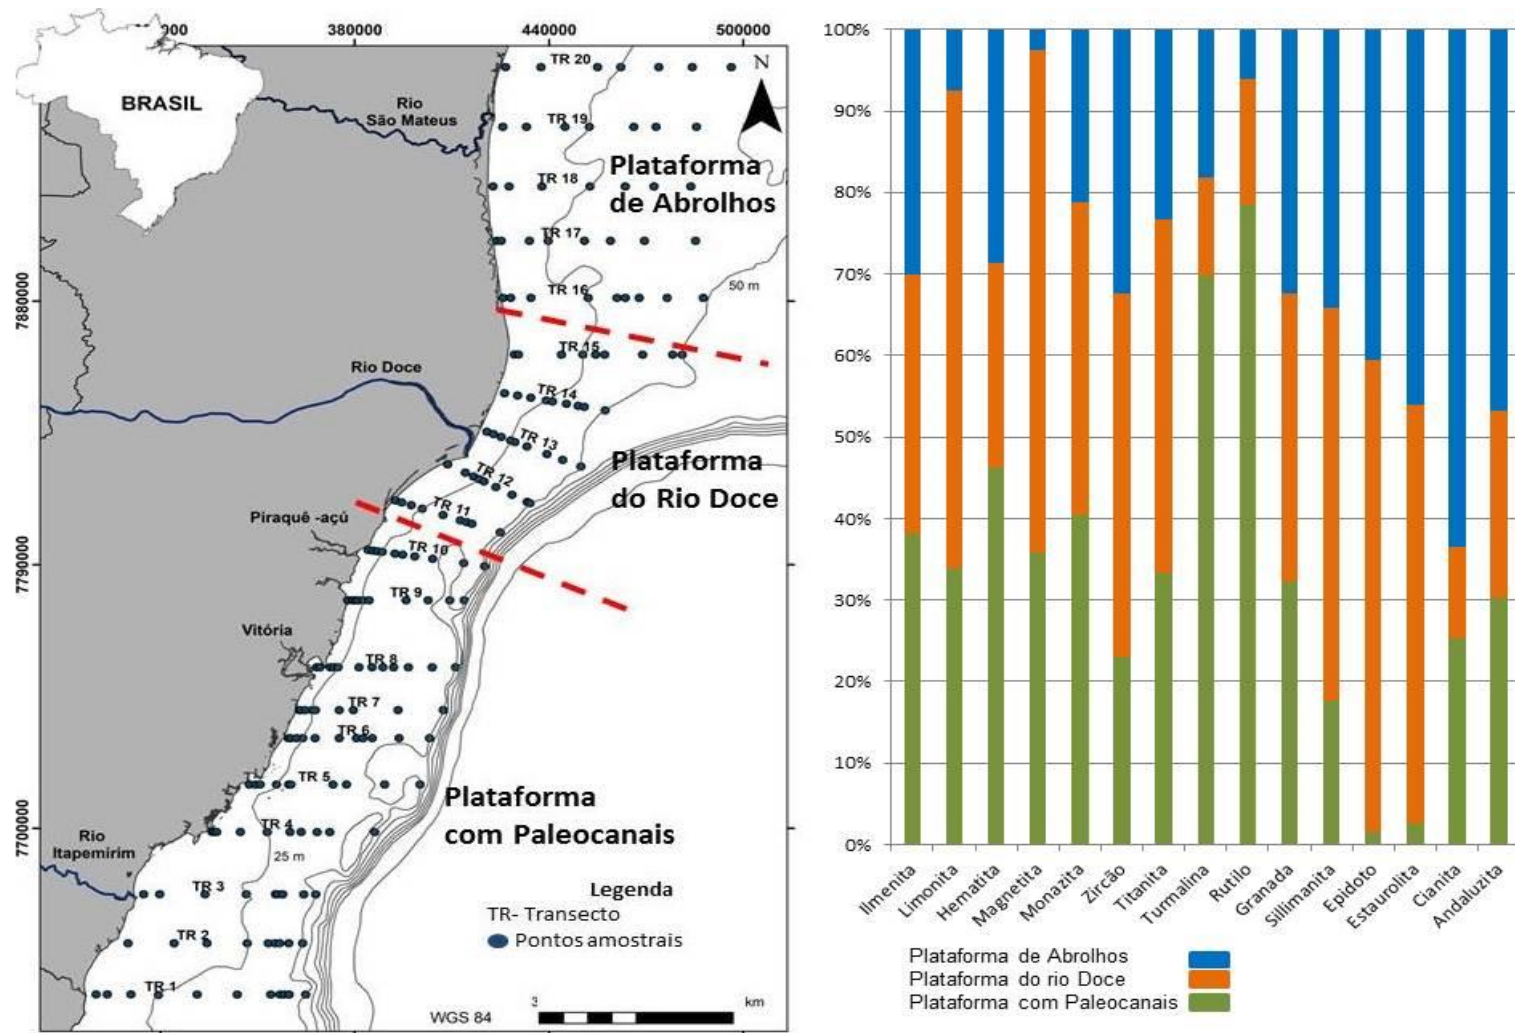 000
380000
440000
500000
BRASIL
Rio
São Mateus
N
TR 20
TR 19
Plataforma
de Abrolhos
TR 18
TR 17
TR 16
50 m
7880000
TR 15
Rio Doce
TR 14
TR 13
Plataforma
do Rio Doce
TR 12
TR 11
Piraquê -açú
TR 10
7790000
TR 9
Vitória
TR 8
TR 7
TR 6
TR 5
Plataforma
com Paleocanais
7700000
TR 4
Rio
Itapemirim
25 m
TR 3
Legenda
TR- Transecto
Pontos amostrais
TR 2
TR 1
3
km
WGS 84
100%
90%
80%
70%
60%
50%
40%
30%
20%
10%
0%
Ilmenita
Limonita
Hematita
Magnetita
Monazita
Zircão
Titanita
Turmalina
Rutilo
Granada
Sillimanita
Epidoto
Estaurolita
Cianita
Andaluzita
Plataforma de Abrolhos
Plataforma do rio Doce
Plataforma com Paleocanais